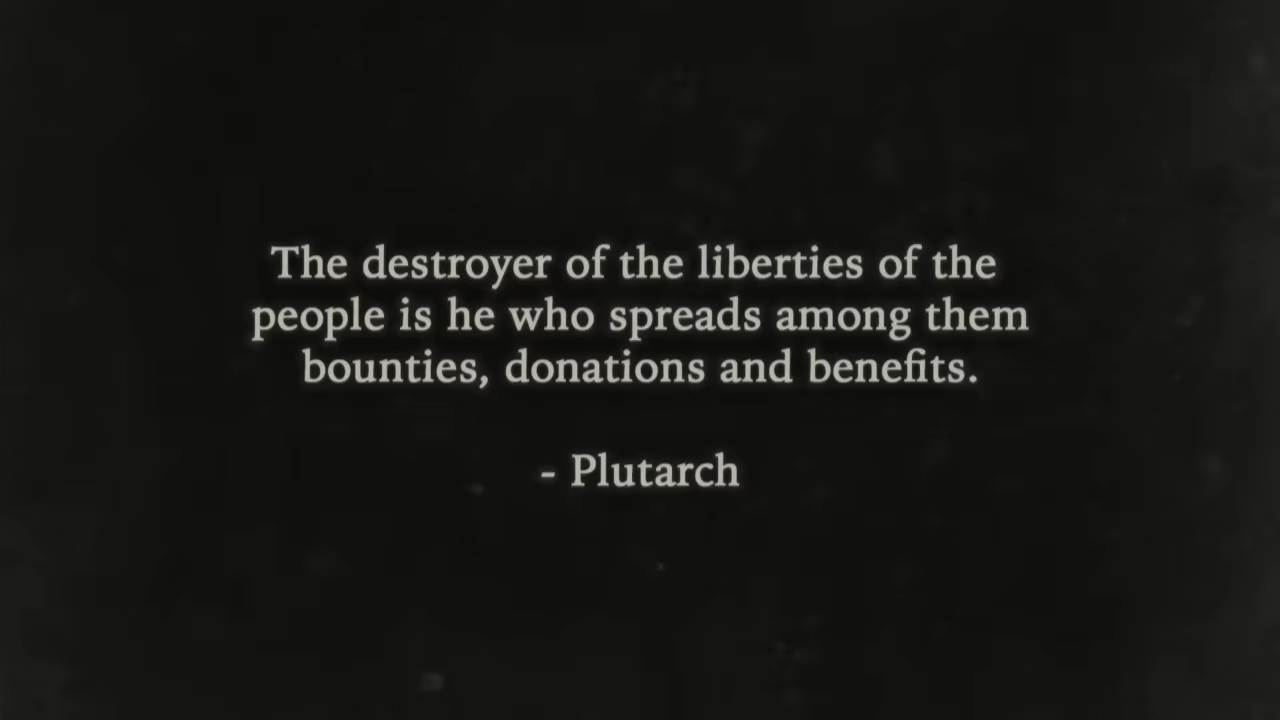 The destroyer of the liberties of the
people is he who spreads among them
bounties, donations and benefits.
- Plutarch